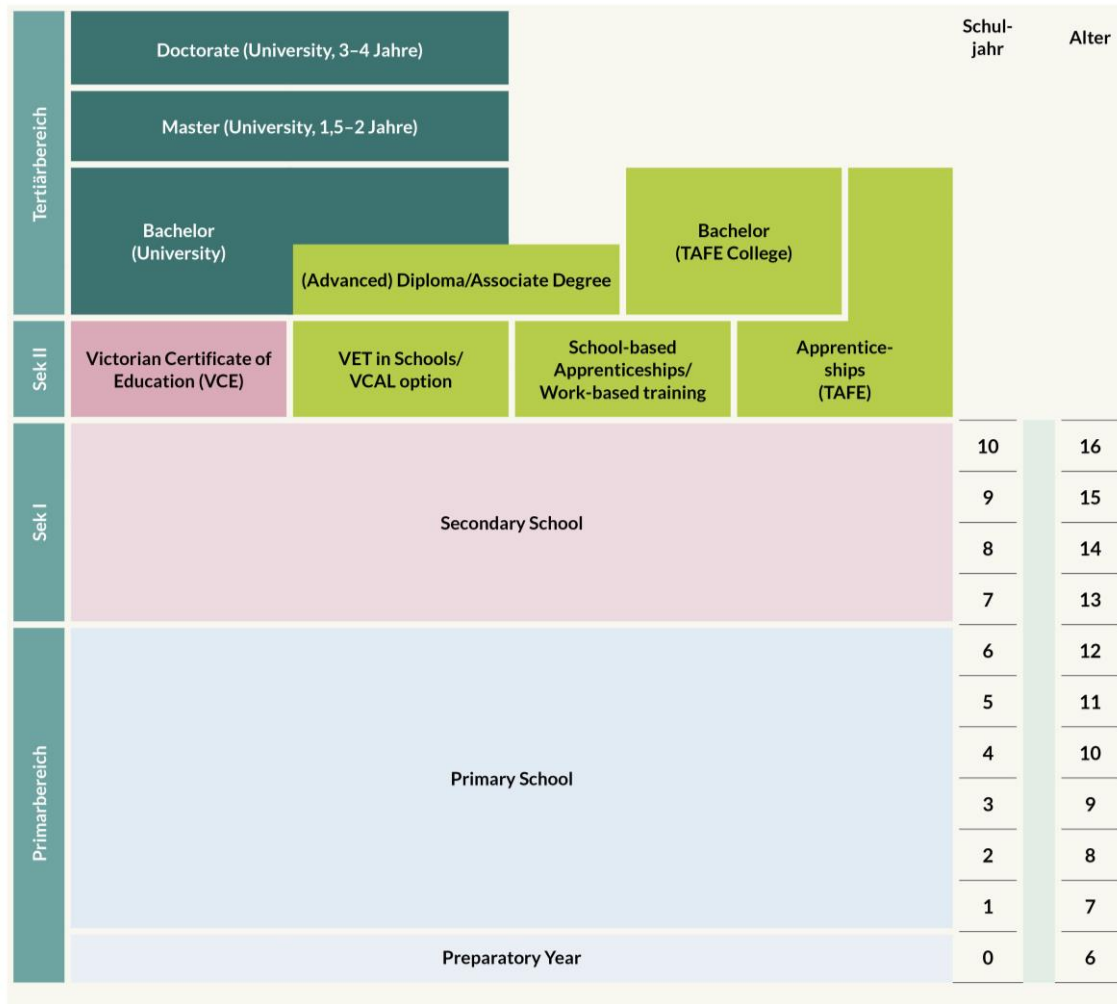 Schul-
jahr
Alter
Tertiärbereich
Doctorate (University, 3–4 Jahre)
Master (University, 1,5–2 Jahre)
Bachelor
(University)
(Advanced) Diploma/Associate Degree
Bachelor
(TAFE College)
Sek II
Victorian Certificate of
Education (VCE)
VET in Schools/
VCAL option
School-based
Apprenticeships/
Work-based training
Apprentice-
ships
(TAFE)
Sek I
Secondary School
10 16
9 15
8 14
7 13
Primarbereich
Primary School
6 12
5 11
4 10
3 9
2 8
1 7
Preparatory Year
0 6